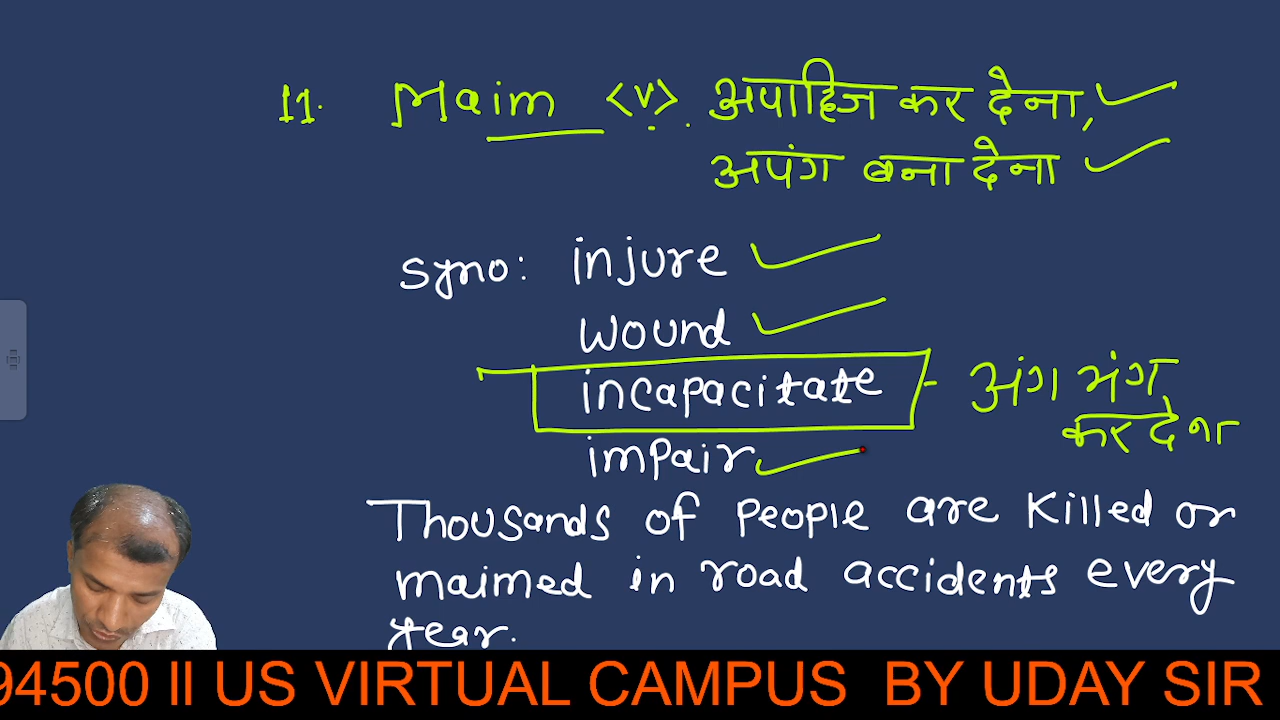 11. Maim <v> अपाहिज कर देना,
अपंग बना देना
Syno: injure
wound
incapacitate - अंग भंग
कर देना
impair
Thousands of people are killed or
maimed in road accidents every
year.
94500 || US VIRTUAL CAMPUS BY UDAY SIR